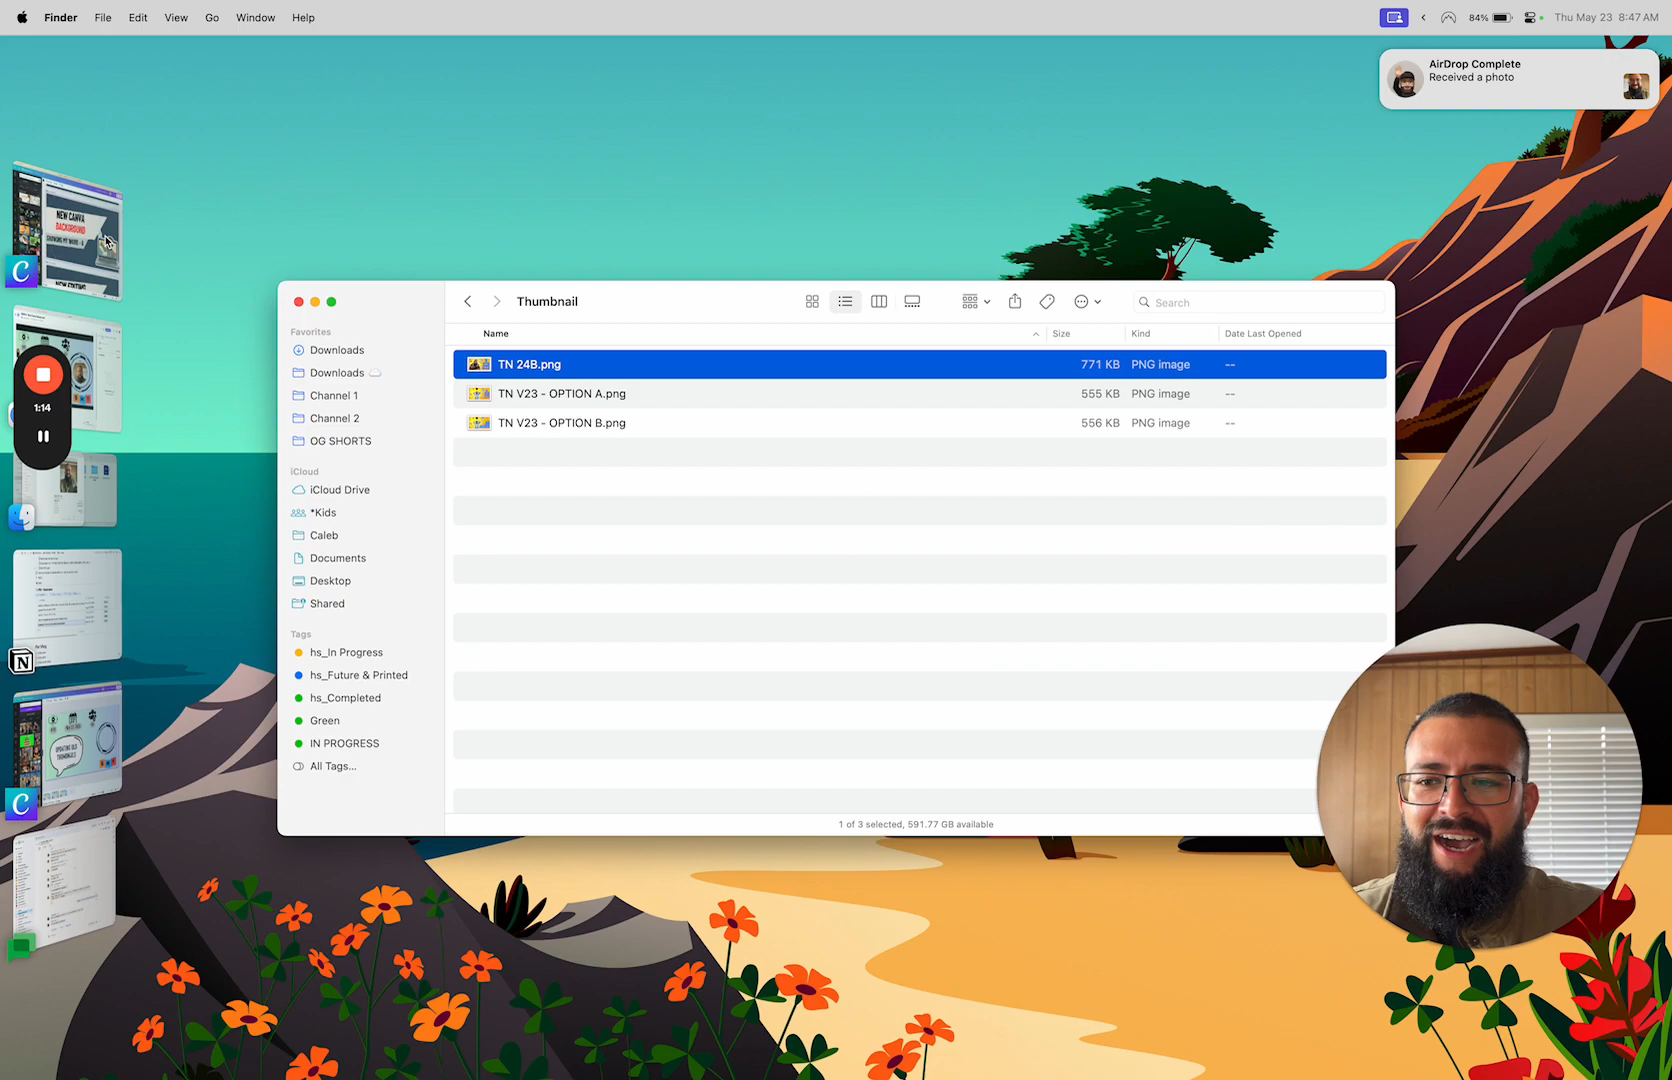 Finder File Edit View Go Window Help
84% Thu May 23 8:47 AM
AirDrop Complete
Received a photo
NEW CANVA
BACKGROUND
C
1:14
N
UPDATING OLD
THUMBNAILS
C
Thumbnail
Search
Favorites
Downloads
Downloads
Channel 1
Channel 2
OG SHORTS
iCloud
iCloud Drive
*Kids
Caleb
Documents
Desktop
Shared
Tags
hs_In Progress
hs_Future & Printed
hs_Completed
Green
IN PROGRESS
All Tags...
Name Size Kind Date Last Opened
TN 24B.png 771 KB PNG image --
TN V23 - OPTION A.png 555 KB PNG image --
TN V23 - OPTION B.png 556 KB PNG image --
1 of 3 selected, 591.77 GB available